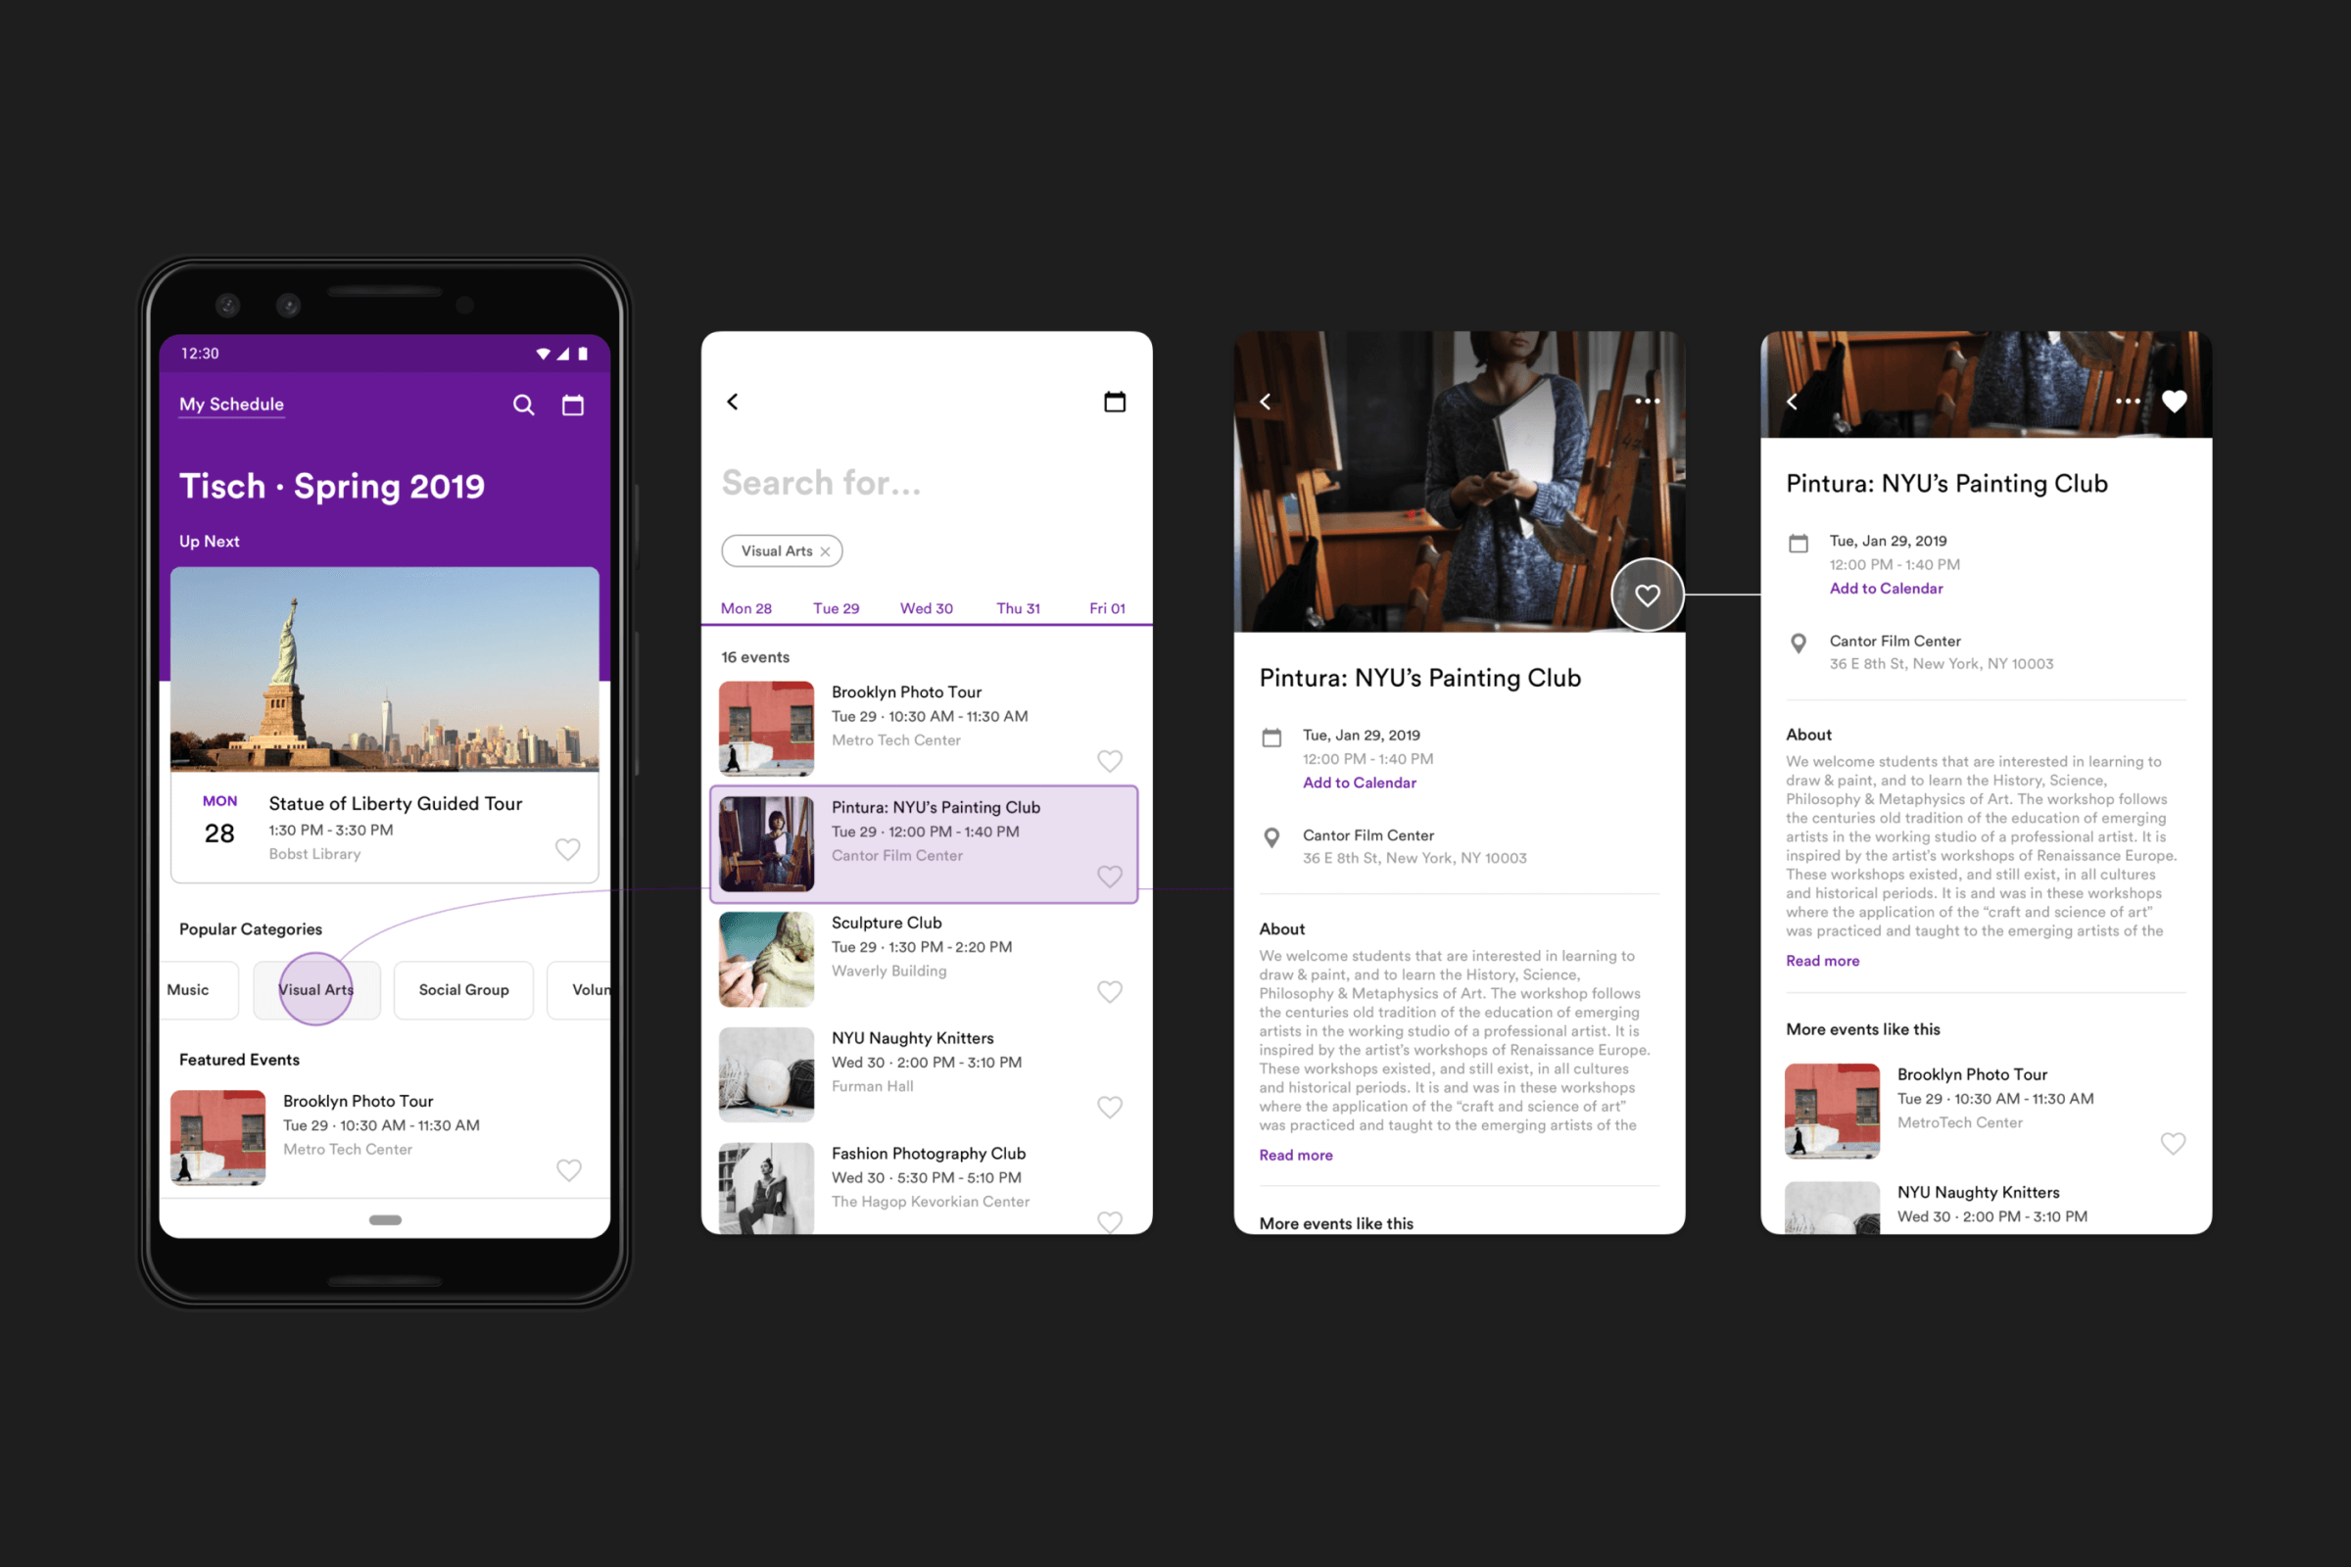 12:30
My Schedule
Tisch · Spring 2019
Up Next
MON
28
Statue of Liberty Guided Tour
1:30 PM - 3:30 PM
Bobst Library
Popular Categories
Music
Visual Arts
Social Group
Volun
Featured Events
Brooklyn Photo Tour
Tue 29 · 10:30 AM - 11:30 AM
Metro Tech Center
Search for...
Visual Arts
Mon 28
Tue 29
Wed 30
Thu 31
Fri 01
16 events
Brooklyn Photo Tour
Tue 29 · 10:30 AM - 11:30 AM
Metro Tech Center
Pintura: NYU’s Painting Club
Tue 29 · 12:00 PM - 1:40 PM
Cantor Film Center
Sculpture Club
Tue 29 · 1:30 PM - 2:20 PM
Waverly Building
NYU Naughty Knitters
Wed 30 · 2:00 PM - 3:10 PM
Furman Hall
Fashion Photography Club
Wed 30 · 5:30 PM - 5:10 PM
The Hagop Kevorkian Center
Pintura: NYU’s Painting Club
Tue, Jan 29, 2019
12:00 PM - 1:40 PM
Add to Calendar
Cantor Film Center
36 E 8th St, New York, NY 10003
About
We welcome students that are interested in learning to
draw & paint, and to learn the History, Science,
Philosophy & Metaphysics of Art. The workshop follows
the centuries old tradition of the education of emerging
artists in the working studio of a professional artist. It is
inspired by the artist’s workshops of Renaissance Europe.
These workshops existed, and still exist, in all cultures
and historical periods. It is and was in these workshops
where the application of the “craft and science of art”
was practiced and taught to the emerging artists of the
Read more
More events like this
Pintura: NYU’s Painting Club
Tue, Jan 29, 2019
12:00 PM - 1:40 PM
Add to Calendar
Cantor Film Center
36 E 8th St, New York, NY 10003
About
We welcome students that are interested in learning to
draw & paint, and to learn the History, Science,
Philosophy & Metaphysics of Art. The workshop follows
the centuries old tradition of the education of emerging
artists in the working studio of a professional artist. It is
inspired by the artist’s workshops of Renaissance Europe.
These workshops existed, and still exist, in all cultures
and historical periods. It is and was in these workshops
where the application of the “craft and science of art”
was practiced and taught to the emerging artists of the
Read more
More events like this
Brooklyn Photo Tour
Tue 29 · 10:30 AM - 11:30 AM
MetroTech Center
NYU Naughty Knitters
Wed 30 · 2:00 PM - 3:10 PM